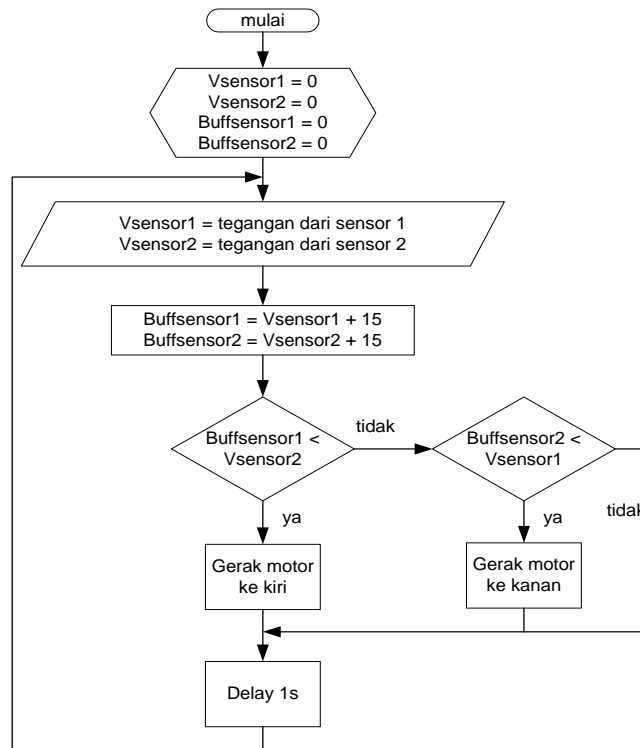 mulai
Vsensor1 = 0
Vsensor2 = 0
Buffsensor1 = 0
Buffsensor2 = 0
Vsensor1 = tegangan dari sensor 1
Vsensor2 = tegangan dari sensor 2
Buffsensor1 = Vsensor1 + 15
Buffsensor2 = Vsensor2 + 15
Buffsensor1 <
Vsensor2
tidak
Buffsensor2 <
Vsensor1
ya
ya
tidak
Gerak motor
ke kiri
Gerak motor
ke kanan
Delay 1s